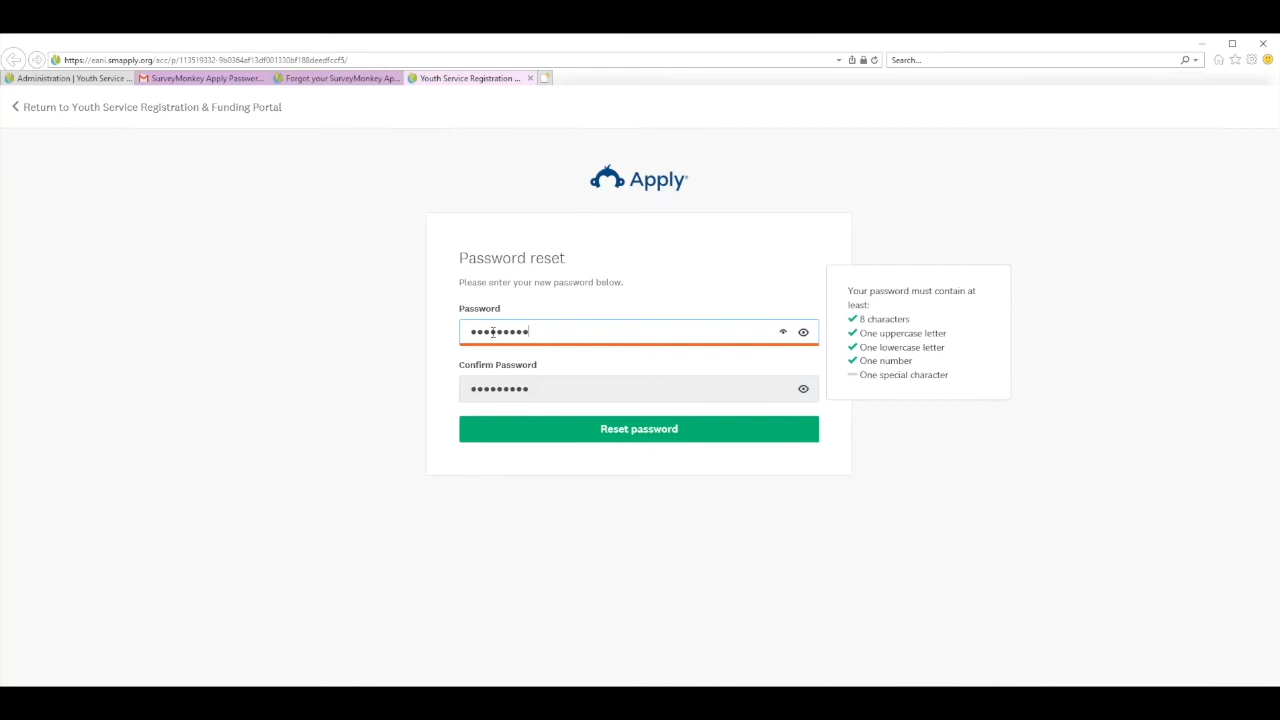 https://eani.smapply.org/acc/p/113519332-9b0364af13df001330bf188deedfccf5/
Search...
Administration | Youth Service ...
SurveyMonkey Apply Passwor...
Forgot your SurveyMonkey Ap...
Youth Service Registration ...
Return to Youth Service Registration & Funding Portal
Apply
Password reset
Please enter your new password below.
Password
Confirm Password
Reset password
Your password must contain at
least:
8 characters
One uppercase letter
One lowercase letter
One number
One special character